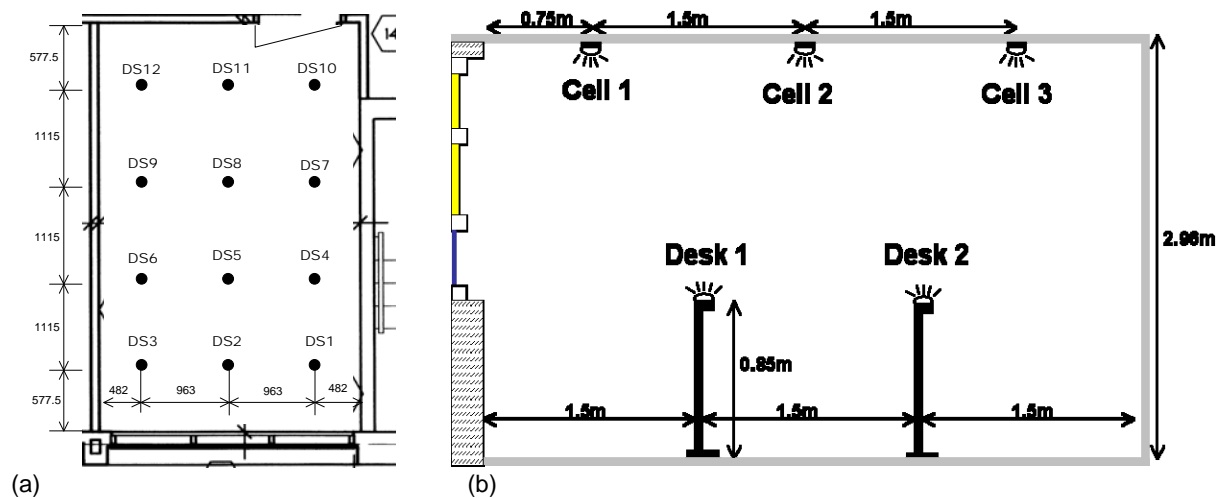 577.5
1115
1115
1115
577.5
DS12 DS11 DS10
DS9 DS8 DS7
DS6 DS5 DS4
DS3 DS2 DS1
482 963 963 482
14
(a)
0.75m 1.5m 1.5m
Cell 1 Cell 2 Cell 3
Desk 1 Desk 2
2.96m
0.85m
1.5m 1.5m 1.5m
(b)